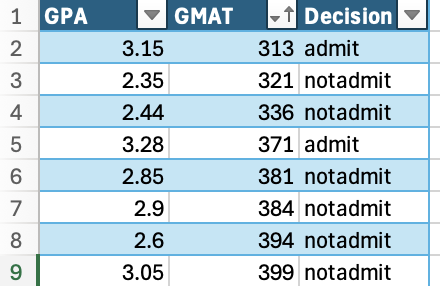 1 GPA GMAT Decision
2 3.15 313 admit
3 2.35 321 notadmit
4 2.44 336 notadmit
5 3.28 371 admit
6 2.85 381 notadmit
7 2.9 384 notadmit
8 2.6 394 notadmit
9 3.05 399 notadmit